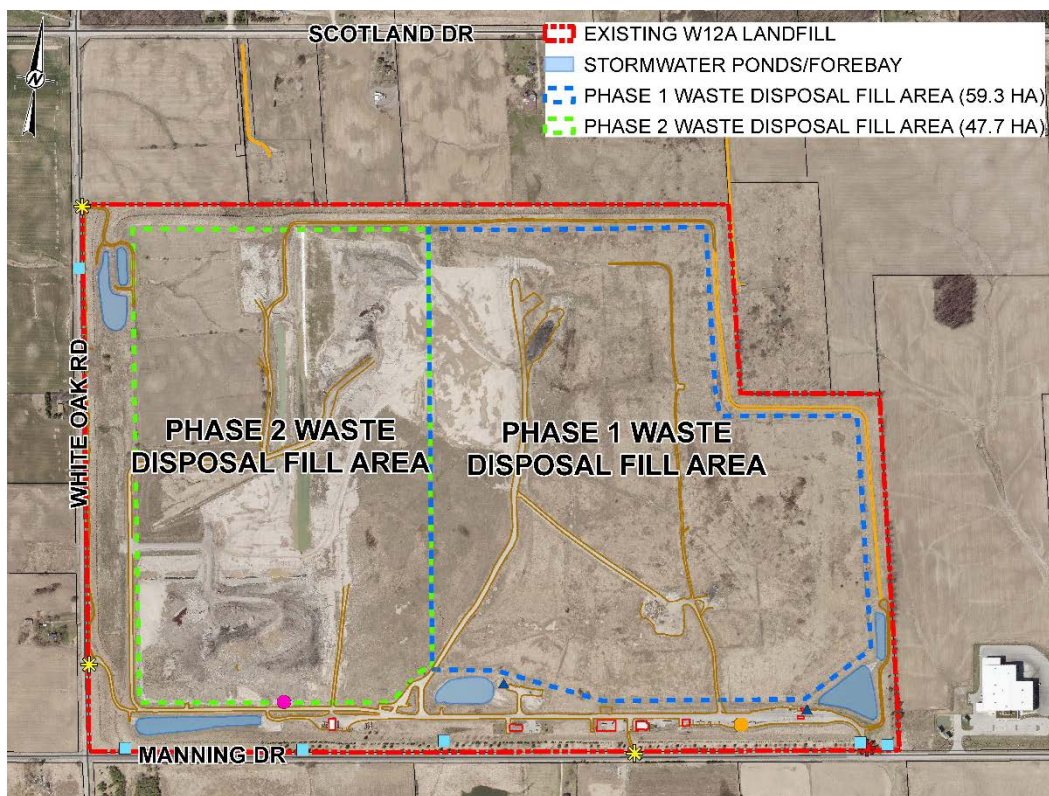 SCOTLAND DR
EXISTING W12A LANDFILL
STORMWATER PONDS/FOREBAY
PHASE 1 WASTE DISPOSAL FILL AREA (59.3 HA)
PHASE 2 WASTE DISPOSAL FILL AREA (47.7 HA)
N
WHITE OAK RD
PHASE 2 WASTE
DISPOSAL FILL AREA
PHASE 1 WASTE
DISPOSAL FILL AREA
MANNING DR